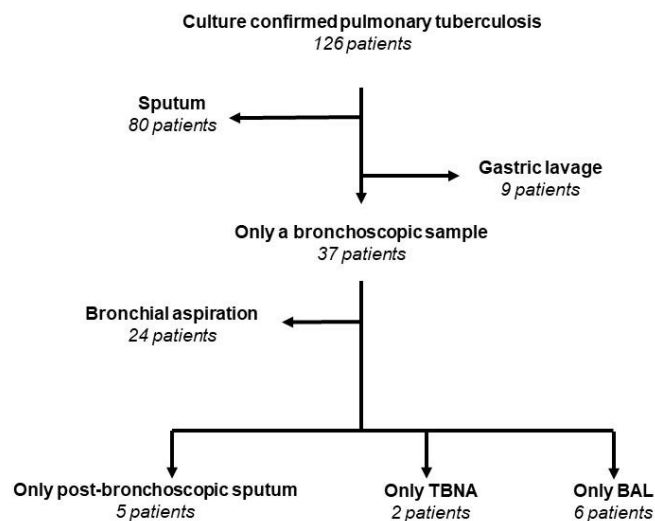 Culture confirmed pulmonary tuberculosis
126 patients
Sputum
80 patients
Gastric lavage
9 patients
Only a bronchoscopic sample
37 patients
Bronchial aspiration
24 patients
Only post-bronchoscopic sputum
5 patients
Only TBNA
2 patients
Only BAL
6 patients